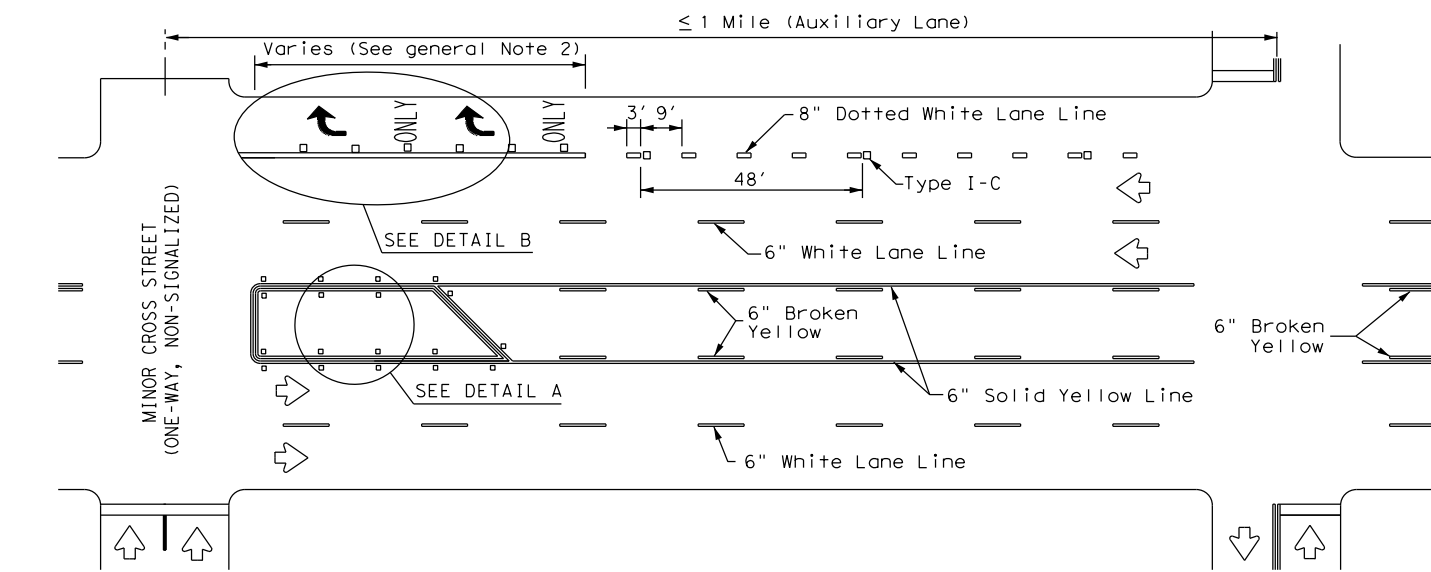 ≤ 1 Mile (Auxiliary Lane)
Varies (See general Note 2)
ONLY
ONLY
3' 9'
8" Dotted White Lane Line
48'
Type I-C
SEE DETAIL B
6" White Lane Line
MINOR CROSS STREET
(ONE-WAY, NON-SIGNALIZED)
6" Broken
Yellow
6" Broken
Yellow
SEE DETAIL A
6" Solid Yellow Line
6" White Lane Line